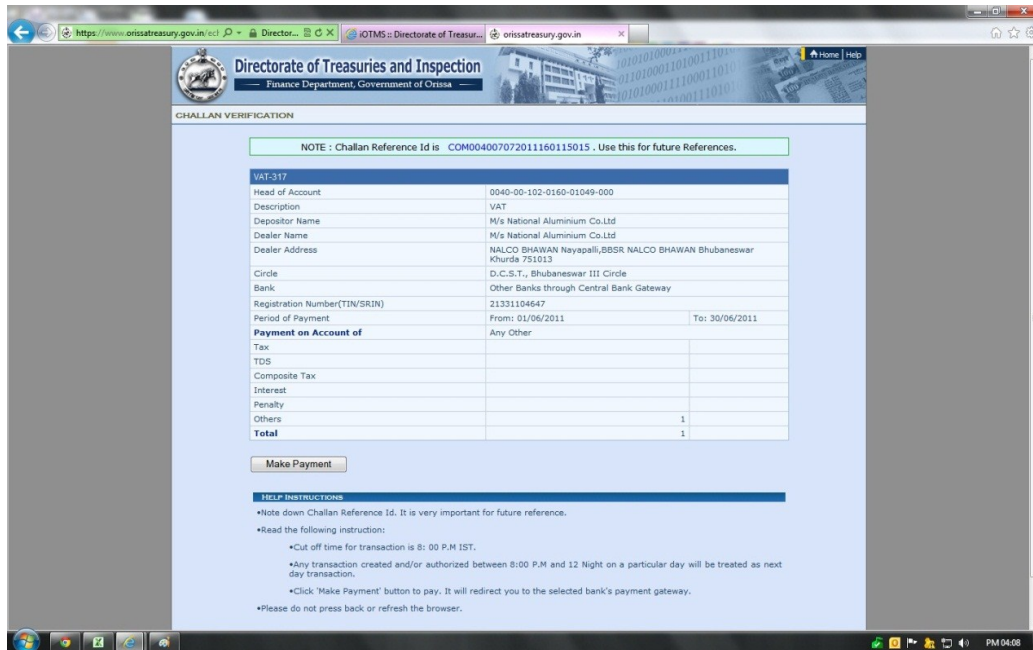 https://www.orissatreasury.gov.in/ecl
Director...
iOTMS :: Directorate of Treasur...
orissatreasury.gov.in
Directorate of Treasuries and Inspection
Finance Department, Government of Orissa
Home | Help
CHALLAN VERIFICATION
NOTE : Challan Reference Id is COM004007072011160115015 . Use this for future References.
VAT-317
Head of Account 0040-00-102-0160-01049-000
Description VAT
Depositor Name M/s National Aluminium Co.Ltd
Dealer Name M/s National Aluminium Co.Ltd
Dealer Address NALCO BHAWAN Nayapalli,BBSR NALCO BHAWAN Bhubaneswar
Khurda 751013
Circle D.C.S.T., Bhubaneswar III Circle
Bank Other Banks through Central Bank Gateway
Registration Number(TIN/SRIN) 21331104647
Period of Payment From: 01/06/2011 To: 30/06/2011
Payment on Account of Any Other
Tax
TDS
Composite Tax
Interest
Penalty
Others 1
Total 1
Make Payment
HELP INSTRUCTIONS
•Note down Challan Reference Id. It is very important for future reference.
•Read the following instruction:
•Cut off time for transaction is 8: 00 P.M IST.
•Any transaction created and/or authorized between 8:00 P.M and 12 Night on a particular day will be treated as next
day transaction.
•Click 'Make Payment' button to pay. It will redirect you to the selected bank's payment gateway.
•Please do not press back or refresh the browser.
PM 04:08